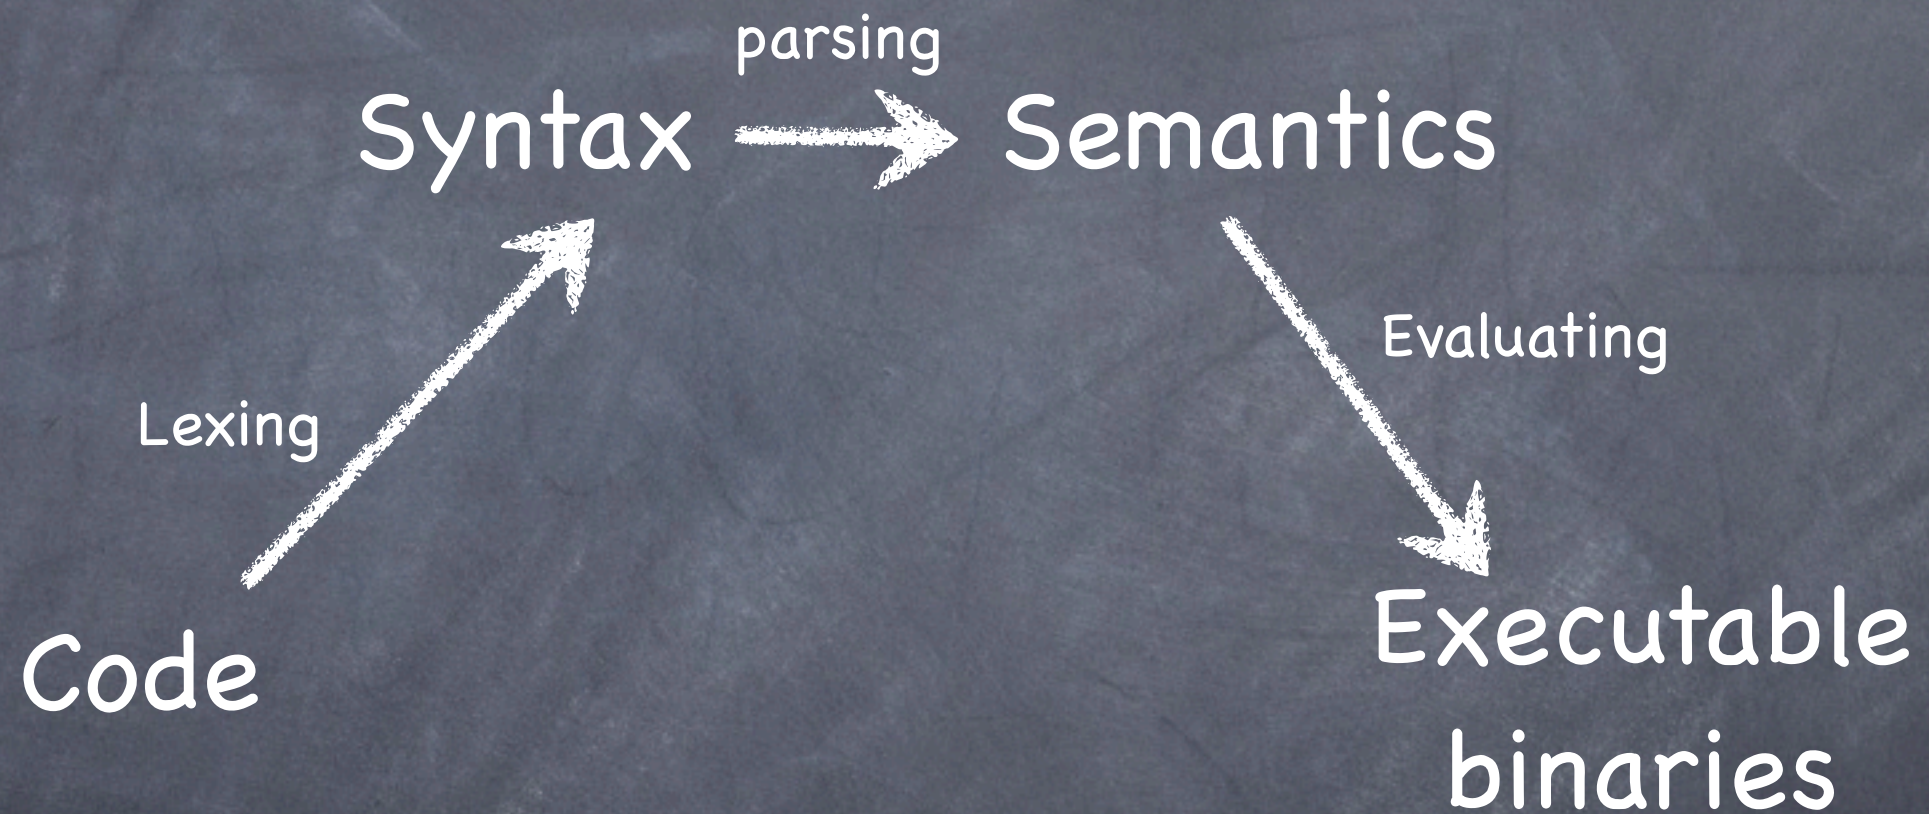 parsing
Syntax
Semantics
Evaluating
Lexing
Executable
binaries
Code